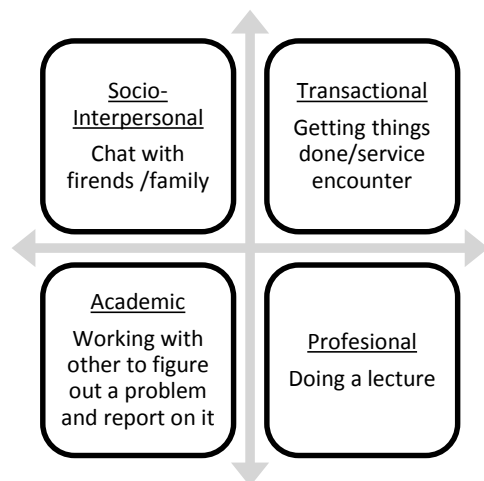 Socio-
Interpersonal
Chat with
firends /family
Transactional
Getting things
done/service
encounter
Academic
Working with
other to figure
out a problem
and report on it
Profesional
Doing a lecture